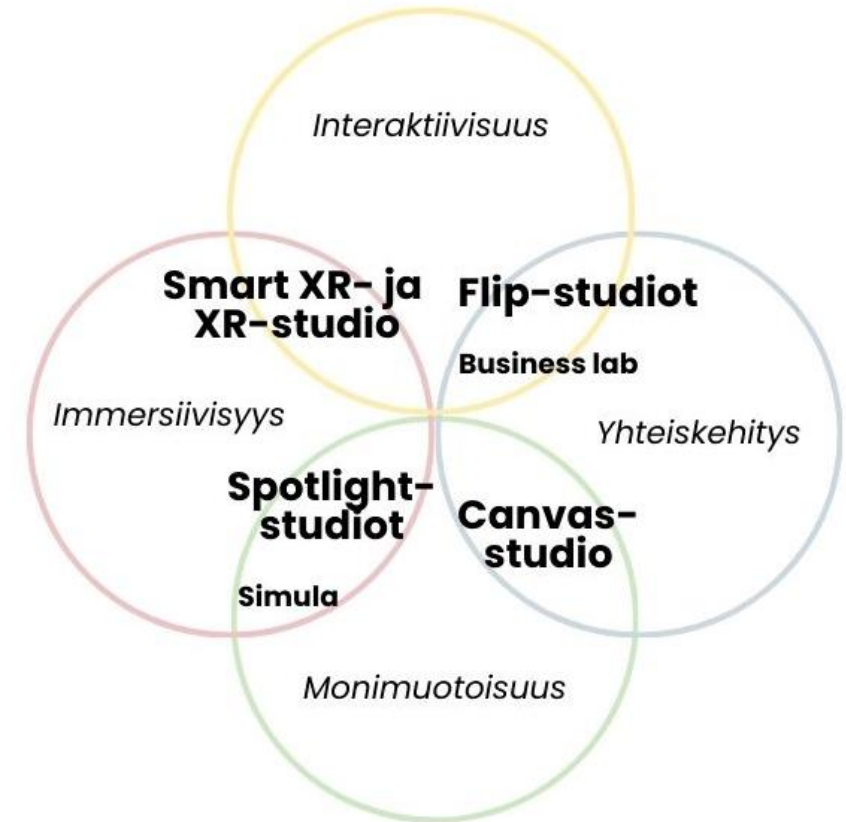 Interaktiivisuus
Smart XR- ja
XR-studio
Flip-studiot
Business lab
Immersiivisyys
Yhteiskehitys
Spotlight-
studiot
Canvas-
studio
Simula
Monimuotoisuus